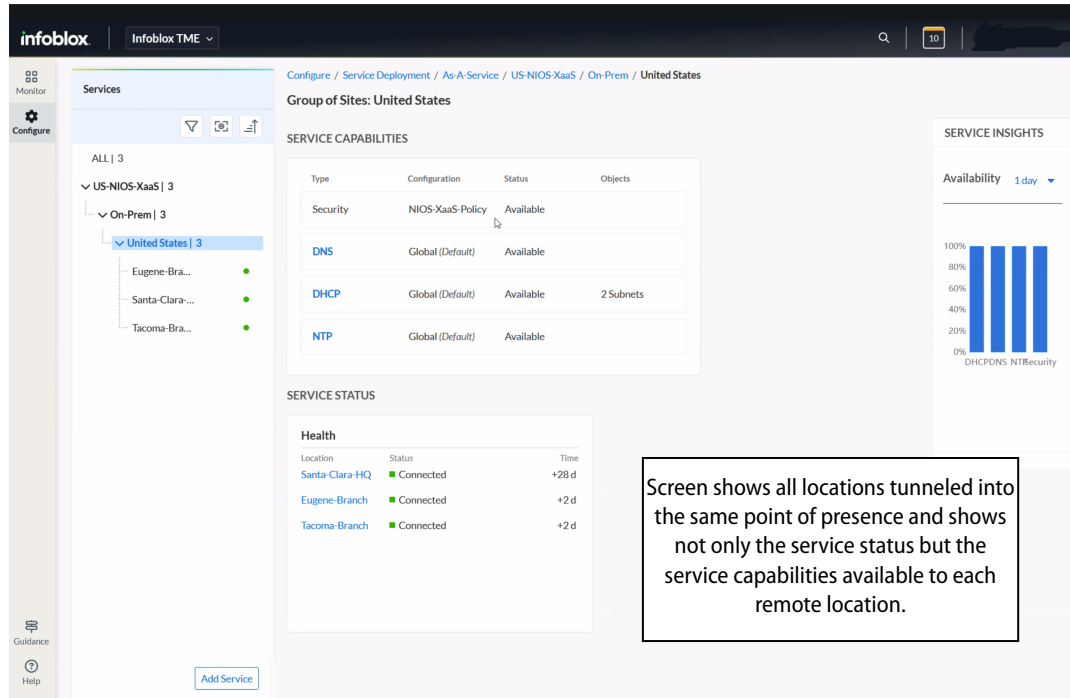 infoblox.
Infoblox TME
10
Monitor
Configure
Guidance
Help
Services
ALL | 3
US-NIOS-XaaS | 3
On-Prem | 3
United States | 3
Eugene-Bra...
Santa-Clara-...
Tacoma-Bra...
Add Service
Configure / Service Deployment / As-A-Service / US-NIOS-XaaS / On-Prem / United States
Group of Sites: United States
SERVICE CAPABILITIES
Type Configuration Status Objects
Security NIOS-XaaS-Policy Available
DNS Global (Default) Available
DHCP Global (Default) Available 2 Subnets
NTP Global (Default) Available
SERVICE STATUS
Health
Location Status Time
Santa-Clara-HQ Connected +28 d
Eugene-Branch Connected +2 d
Tacoma-Branch Connected +2 d
SERVICE INSIGHTS
Availability 1 day
100%
80%
60%
40%
20%
0%
DHCP DNS NTP Security
Screen shows all locations tunneled into
the same point of presence and shows
not only the service status but the
service capabilities available to each
remote location.